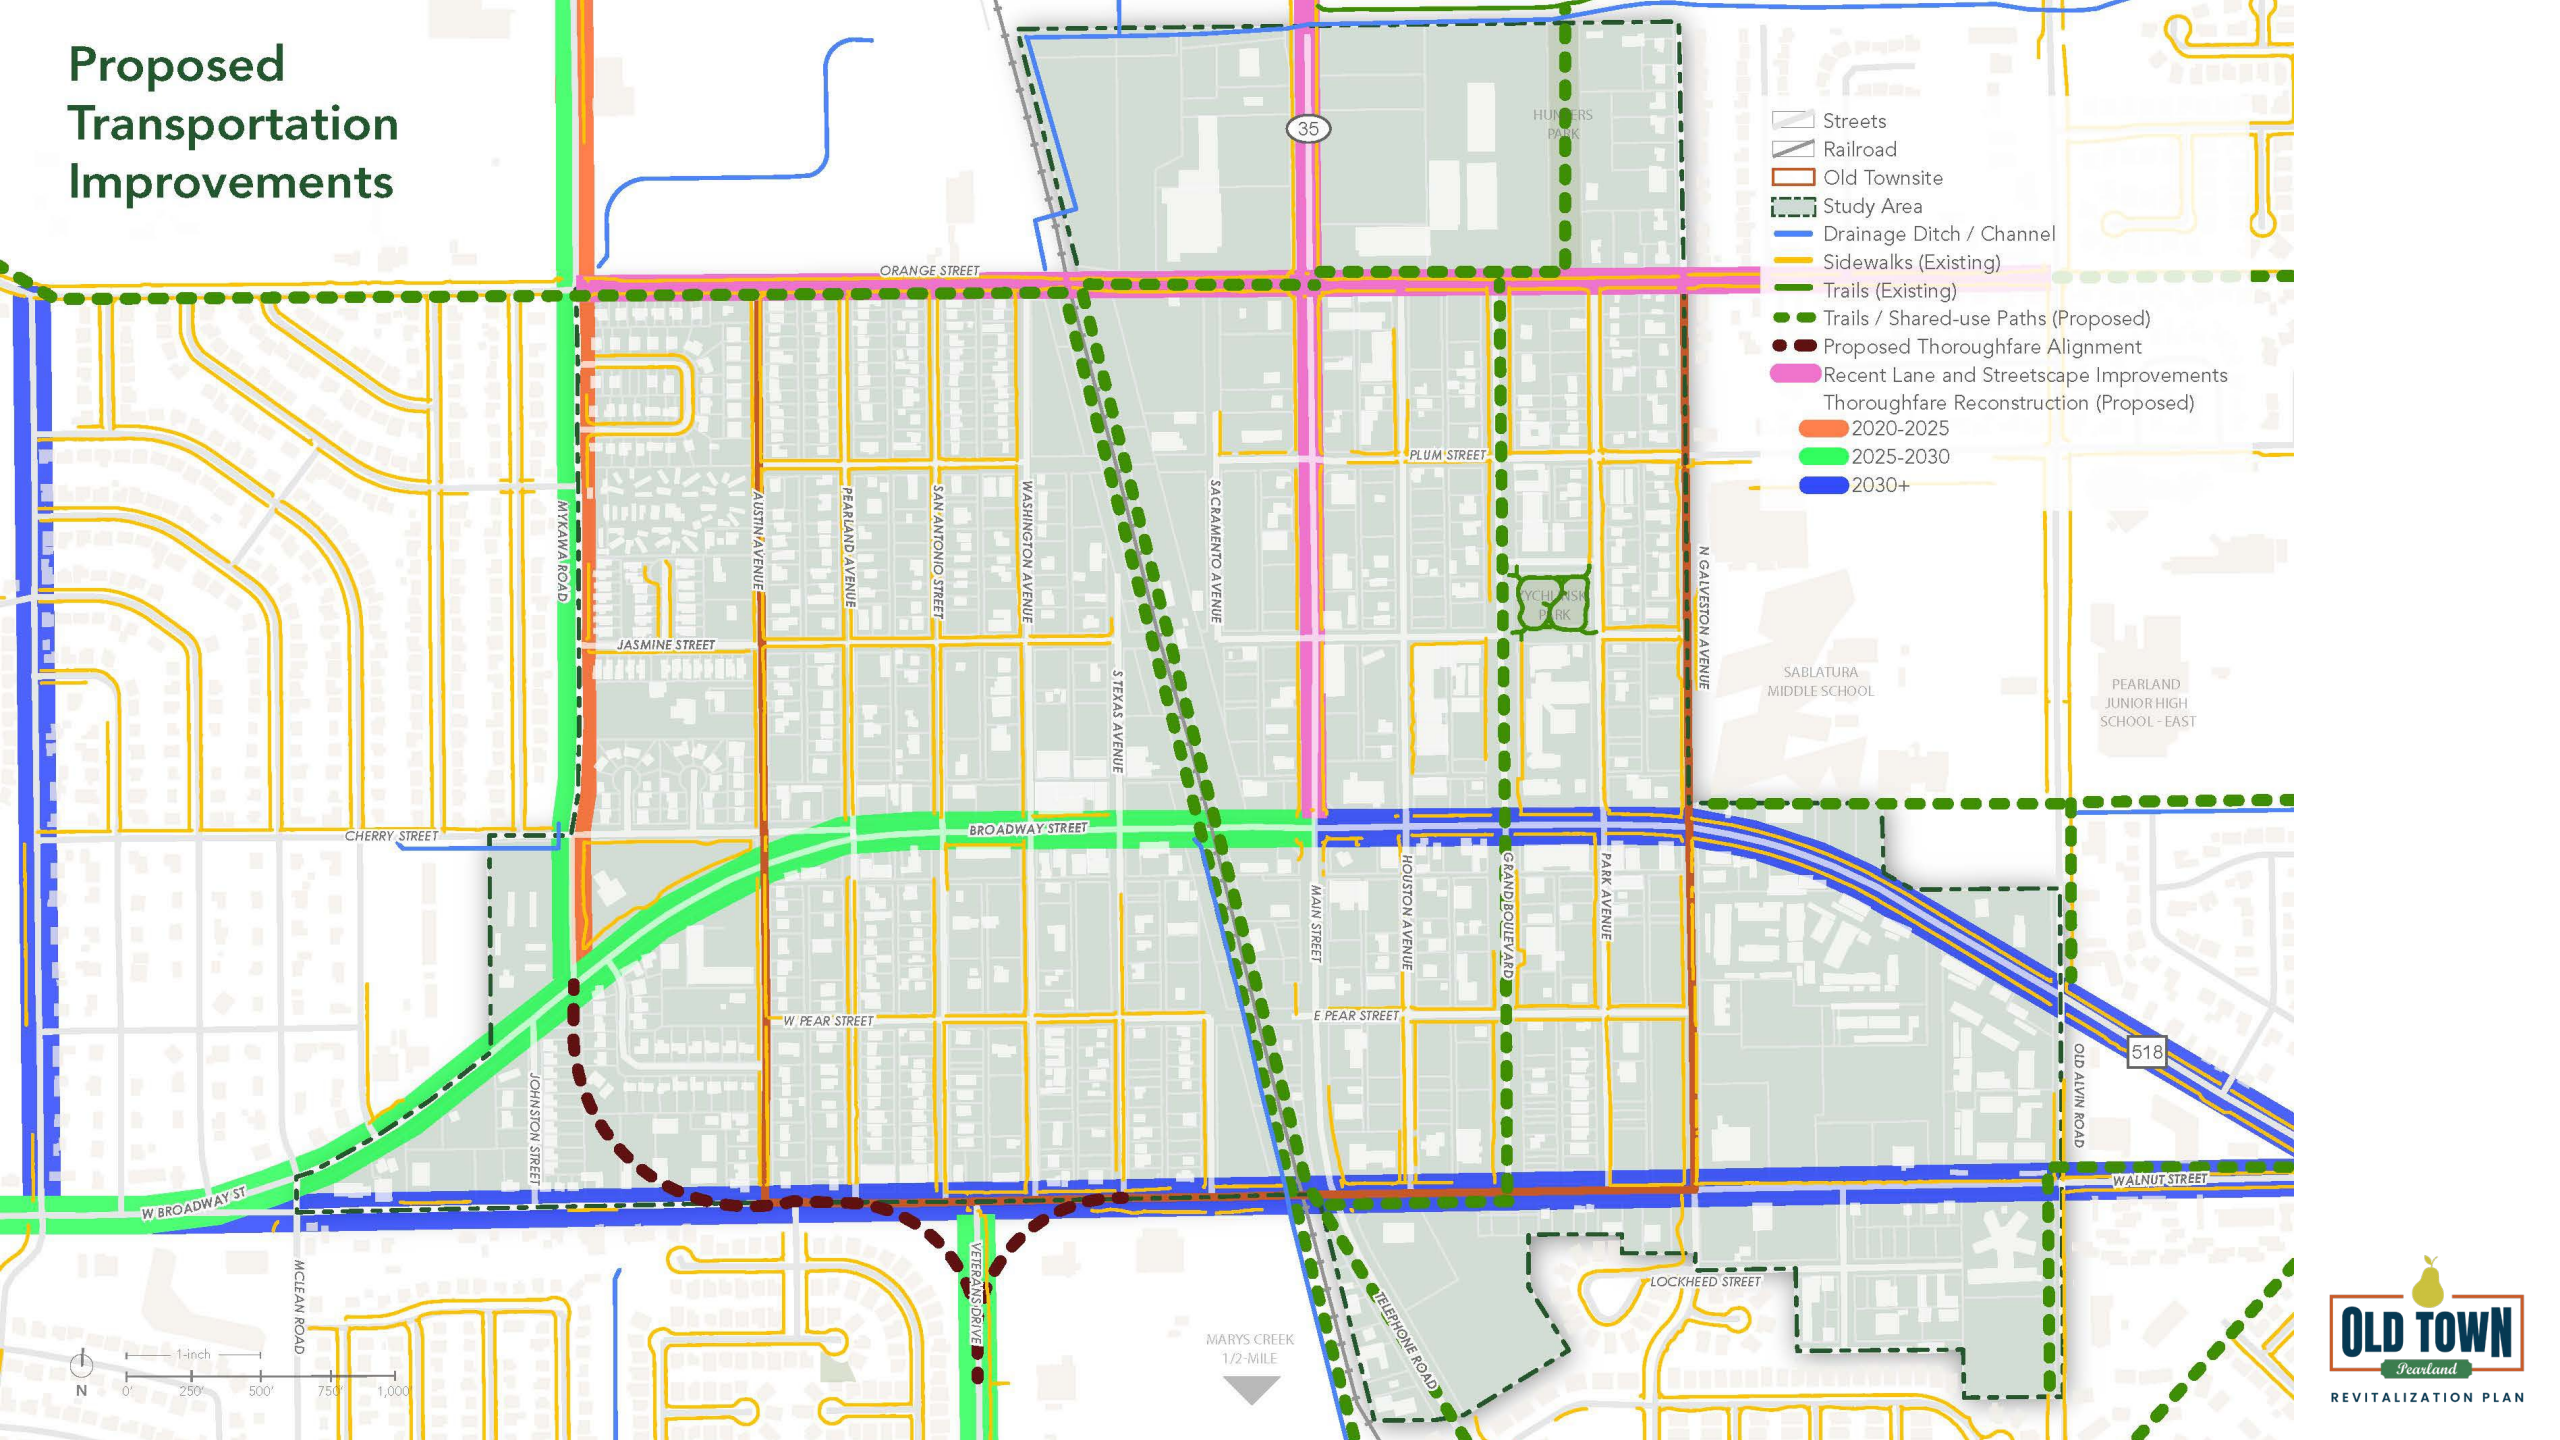 Proposed
Transportation
Improvements
35
HUNTERS
PARK
Streets
Railroad
Old Townsite
Study Area
Drainage Ditch / Channel
Sidewalks (Existing)
Trails (Existing)
Trails / Shared-use Paths (Proposed)
Proposed Thoroughfare Alignment
Recent Lane and Streetscape Improvements
Thoroughfare Reconstruction (Proposed)
2020-2025
2025-2030
2030+
ORANGE STREET
PLUM STREET
MYKAWA ROAD
AUSTIN AVENUE
PEARLAND AVENUE
SAN ANTONIO STREET
WASHINGTON AVENUE
SACRAMENTO AVENUE
N GALVESTON AVENUE
PARK
JASMINE STREET
S TEXAS AVENUE
SABLATURA
MIDDLE SCHOOL
PEARLAND
JUNIOR HIGH
SCHOOL - EAST
CHERRY STREET
BROADWAY STREET
MAIN STREET
HOUSTON AVENUE
GRAND BOULEVARD
PARK AVENUE
W PEAR STREET
E PEAR STREET
518
OLD ALVIN ROAD
JOHNSTON STREET
W BROADWAY ST
WALNUT STREET
MCLEAN ROAD
VETERANS DRIVE
LOCKHEED STREET
TELEPHONE ROAD
MARYS CREEK
1/2-MILE
1-inch
N
0' 250' 500' 750' 1,000'
OLD TOWN
Pearland
REVITALIZATION PLAN